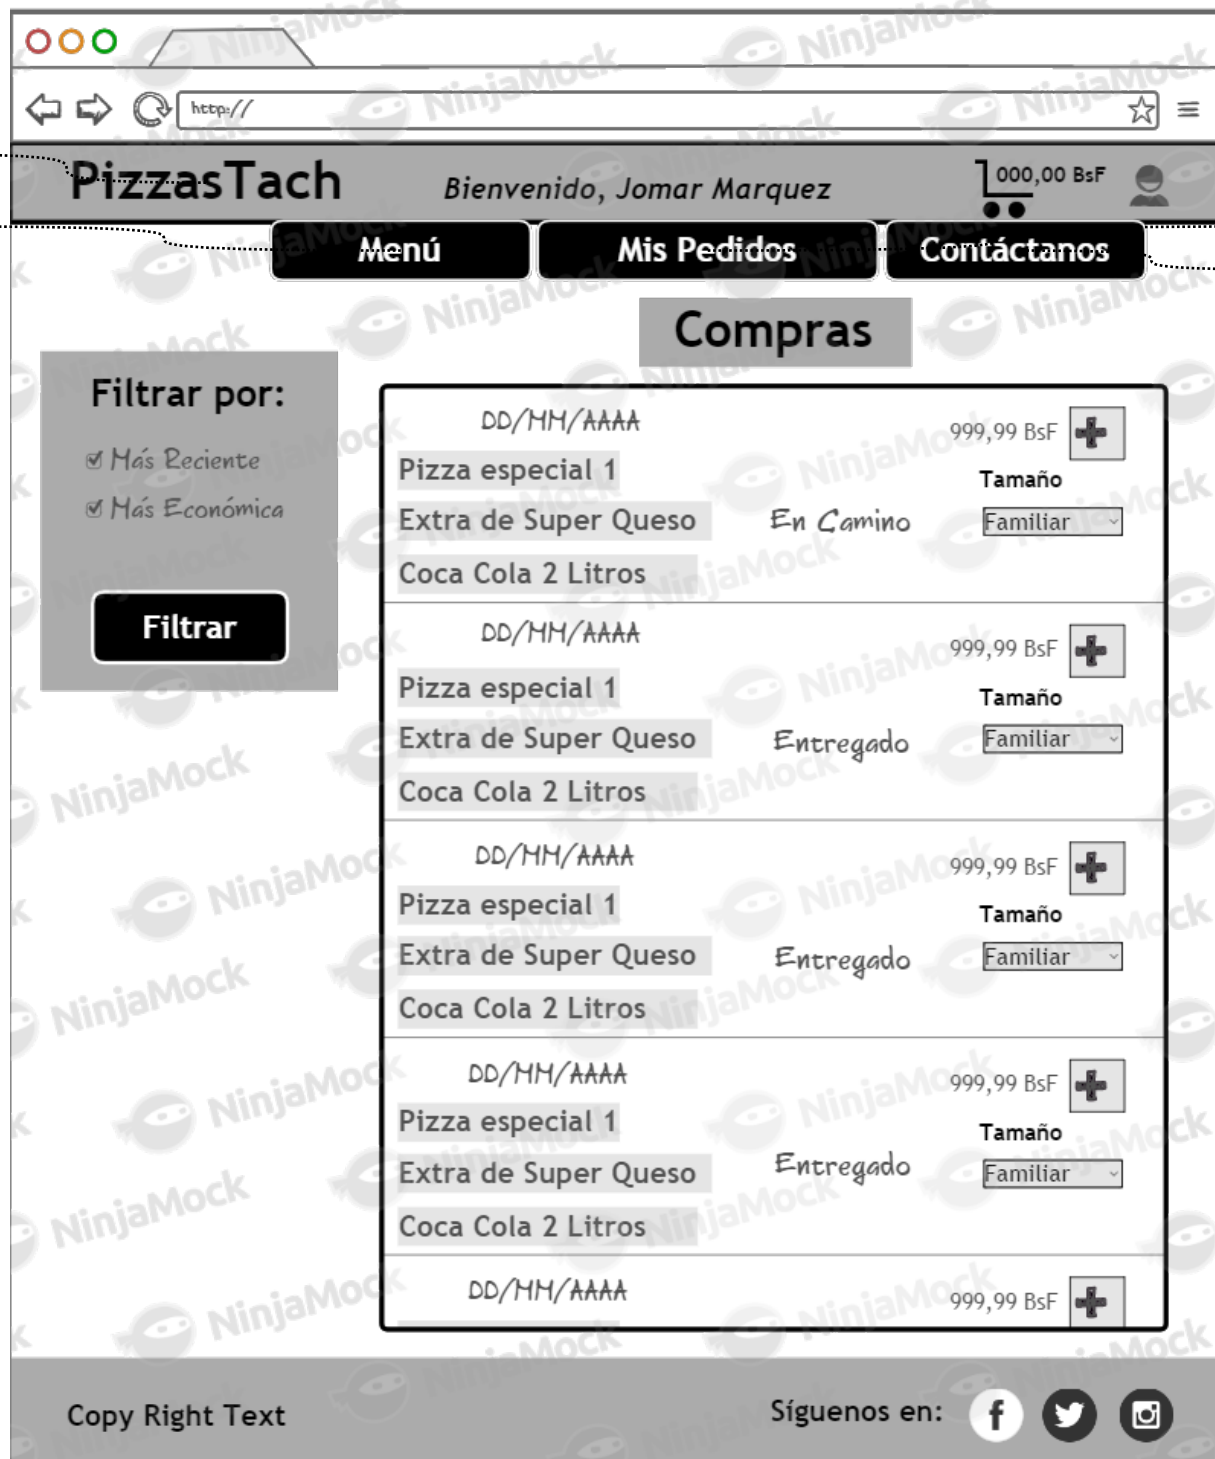 http://
PizzasTach
Bienvenido, Jomar Marquez
000,00 BsF
Menú
Mis Pedidos
Contáctanos
Compras
Filtrar por:
Más Reciente
Más Económica
Filtrar
DD/MM/AAAA
999,99 BsF
Pizza especial 1
Tamaño
Extra de Super Queso
En Camino
Familiar
Coca Cola 2 Litros
DD/MM/AAAA
999,99 BsF
Pizza especial 1
Tamaño
Extra de Super Queso
Entregado
Familiar
Coca Cola 2 Litros
DD/MM/AAAA
999,99 BsF
Pizza especial 1
Tamaño
Extra de Super Queso
Entregado
Familiar
Coca Cola 2 Litros
DD/MM/AAAA
999,99 BsF
Pizza especial 1
Tamaño
Extra de Super Queso
Entregado
Familiar
Coca Cola 2 Litros
DD/MM/AAAA
999,99 BsF
Copy Right Text
Síguenos en:
NinjaMock